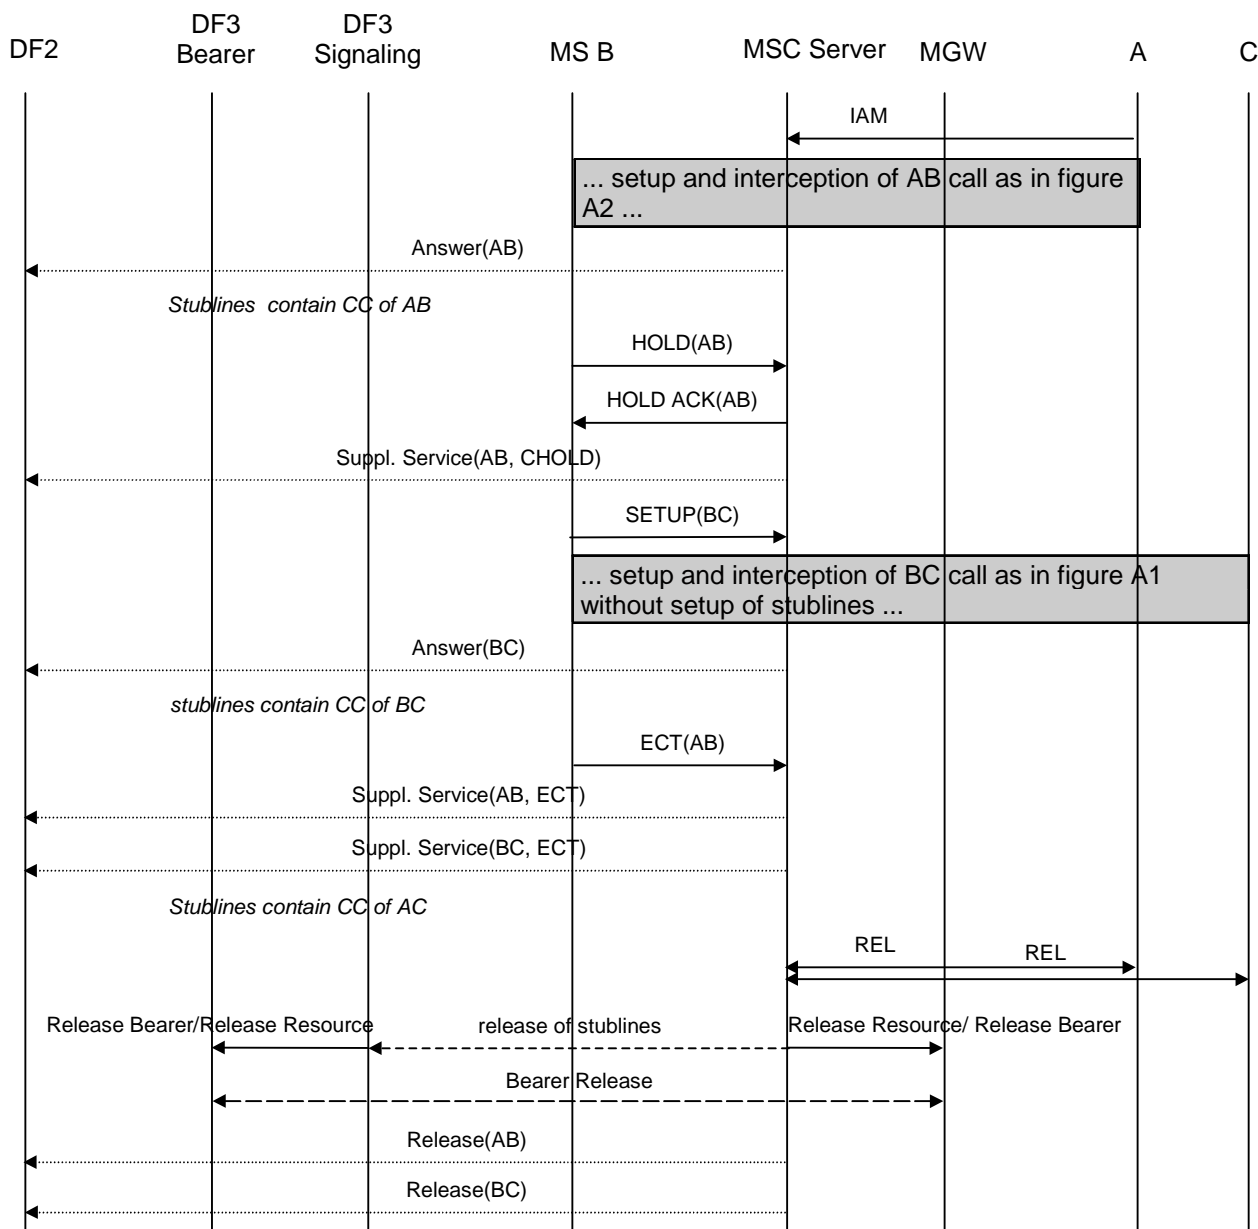 DF2
DF3
Bearer
DF3
Signaling
MS B
MSC Server
MGW
A
C
IAM
... setup and interception of AB call as in figure
A2 ...
Answer(AB)
Stublines contain CC of AB
HOLD(AB)
HOLD ACK(AB)
Suppl. Service(AB, CHOLD)
SETUP(BC)
... setup and interception of BC call as in figure A1
without setup of stublines ...
Answer(BC)
stublines contain CC of BC
ECT(AB)
Suppl. Service(AB, ECT)
Suppl. Service(BC, ECT)
Stublines contain CC of AC
REL
REL
Release Bearer/Release Resource
release of stublines
Release Resource/ Release Bearer
Bearer Release
Release(AB)
Release(BC)